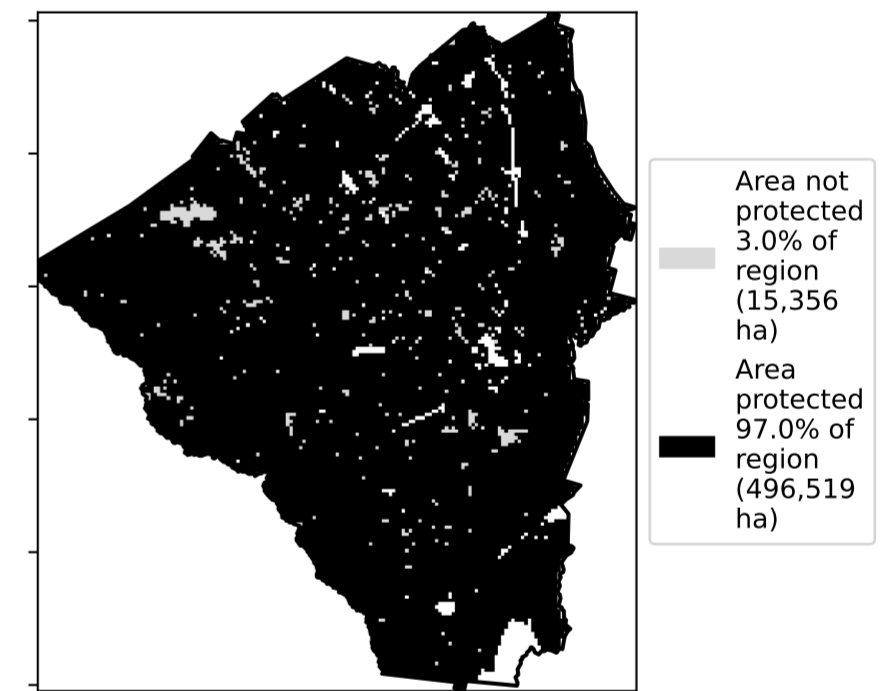 Area not
protected
3.0% of
region
(15,356
ha)
Area
protected
97.0% of
region
(496,519
ha)